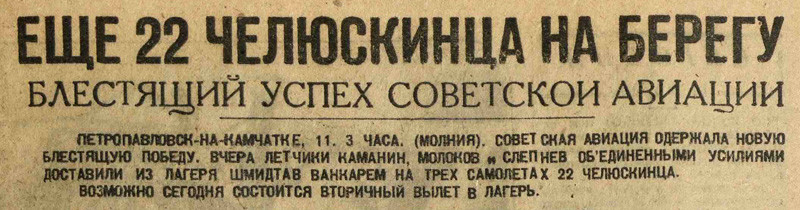 ЕЩЕ 22 ЧЕЛЮСКИНЦА НА БЕРЕГУ
БЛЕСТЯЩИЙ УСПЕХ СОВЕТСКОИ АВИАЦИИ
ПЕТРОПАВЛОВСК-НА-КАМЧАТКЕ, 11. 3 ЧАСА. (МОЛНИЯ). СОВЕТСКАЯ АВИАЦИЯ ОДЕРЖАЛА НОВУЮ
БЛЕСТЯЩУЮ ПОБЕДУ. ВЧЕРА ЛЕТЧИКИ КАМАНИН, МОЛОКОВ и СЛЕПНЕВ ОБ'ЕДИНЕННЫМИ УСИЛИЯМИ
ДОСТАВИЛИ ИЗ ЛАГЕРЯ ШМИДТАВ ВАНКАРЕМ НА ТРЕХ САМОЛЕТАХ 22 ЧЕЛЮСКИНЦА.
ВОЗМОЖНО СЕГОДНЯ СОСТОИТСЯ ВТОРИЧНЫЙ ВЫЛЕТ В ЛАГЕРЬ.